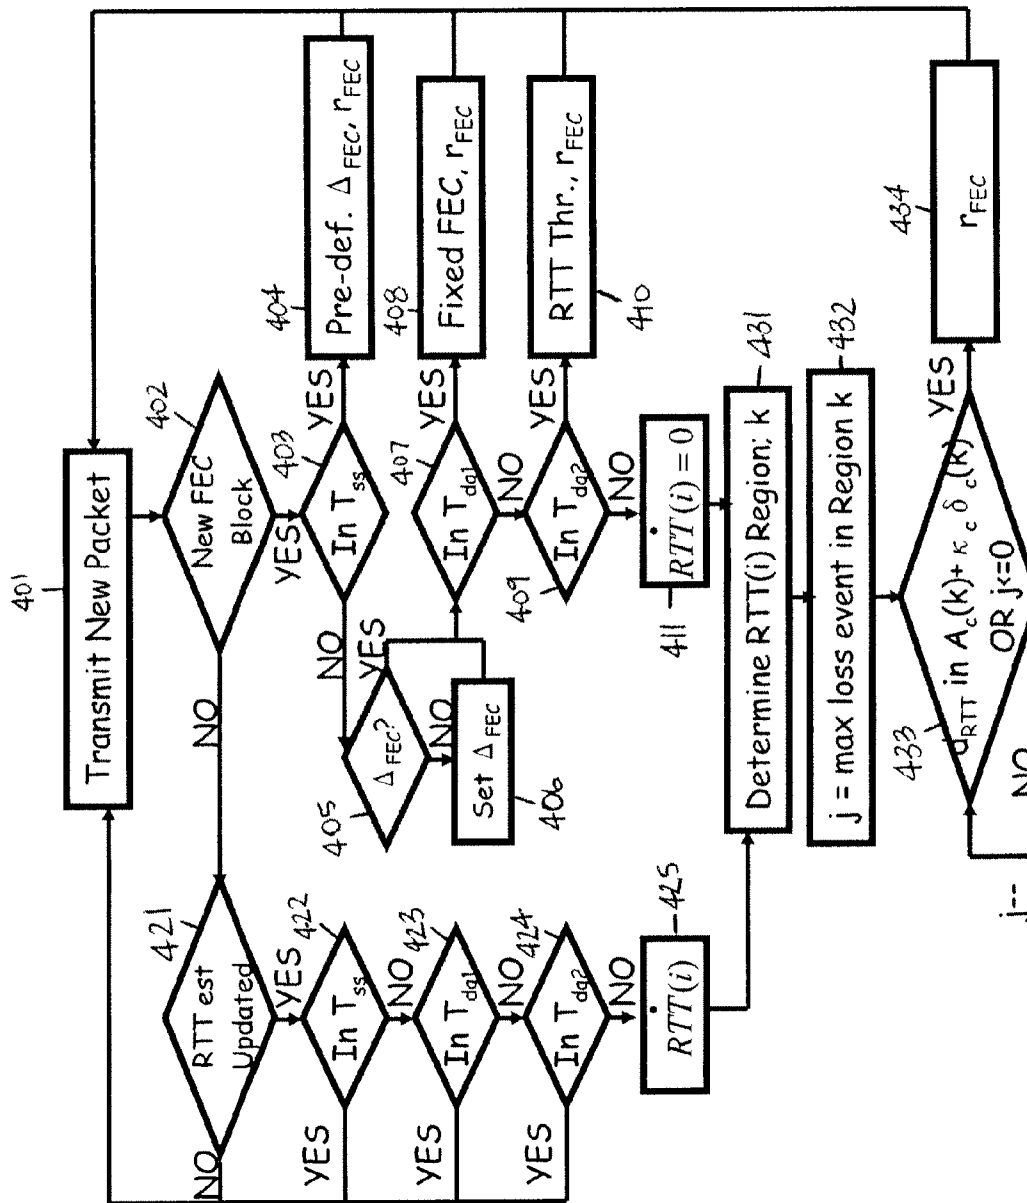 401
Transmit New Packet
402
New FEC
Block
NO
YES
403
In T_ss
YES
404
Pre-def. Δ_FEC, r_FEC
NO
405
Δ_FEC?
YES
NO
Set Δ_FEC
406
407
In T_dq1
YES
408
Fixed FEC, r_FEC
NO
409
In T_dq2
YES
RTT Thr., r_FEC
410
NO
RṪT(i) = 0
411
421
RTT est
Updated
NO
YES
422
In T_ss
YES
NO
423
In T_dq1
YES
NO
424
In T_dq2
YES
NO
RṪT(i)
425
Determine RTT(i) Region: k
431
j = max loss event in Region k
432
433
d_RTT in A_c(k)+ κ_c δ_c(k)
OR j<=0
YES
434
r_FEC
NO
j--